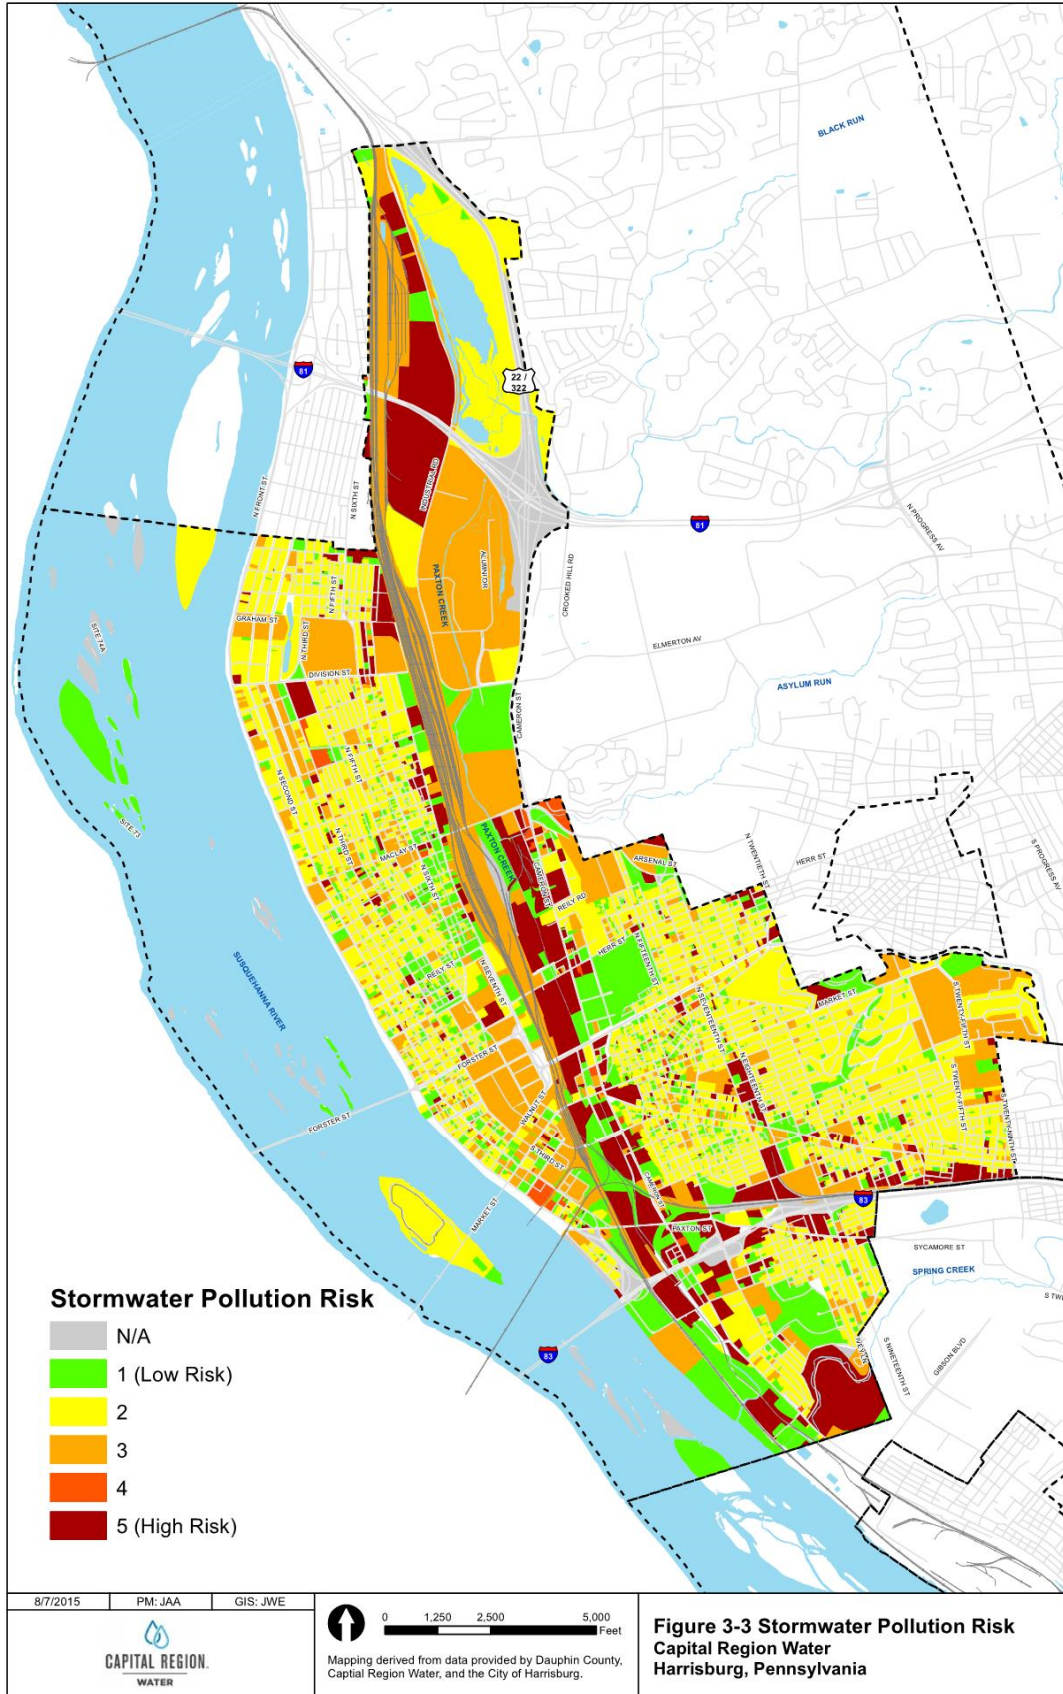 BLACK RUN
81
22 /
322
N FRONT ST
N SIXTH ST
INDUSTRIAL RD
81
N PROGRESS AV
CROOKED HILL RD
PAXTON CREEK
N FIFTH ST
GRAHAM ST
N THIRD ST
ELMERTON AV
SITE 74A
DIVISION ST
ASYLUM RUN
CAMERON ST
N FIFTH ST
N SECOND ST
SITE 73
N THIRD ST
MACLAY ST
PAXTON CREEK
N TWENTIETH ST
HERR ST
S PROGRESS AV
ARSENAL ST
CAMERON ST
N SIXTH ST
REILY RD
HERR ST
N FIFTEENTH ST
SUSQUEHANNA RIVER
REILY ST
N SEVENTH ST
N SEVENTEENTH ST
MARKET ST
S TWENTY-FIFTH ST
FORSTER ST
N EIGHTEENTH ST
WALNUT ST
S TWENTY-FIFTH ST
S TWENTY-NINTH ST
FORSTER ST
S THIRD ST
CAMERON ST
83
MARKET ST
PAXTON ST
SYCAMORE ST
SPRING CREEK
S TWE
83
S NINETEENTH ST
GIBSON BLVD
Stormwater Pollution Risk
N/A
1 (Low Risk)
2
3
4
5 (High Risk)
8/7/2015 PM: JAA GIS: JWE
CAPITAL REGION
WATER
0 1,250 2,500 5,000
Feet
Mapping derived from data provided by Dauphin County,
Captial Region Water, and the City of Harrisburg.
Figure 3-3 Stormwater Pollution Risk
Capital Region Water
Harrisburg, Pennsylvania